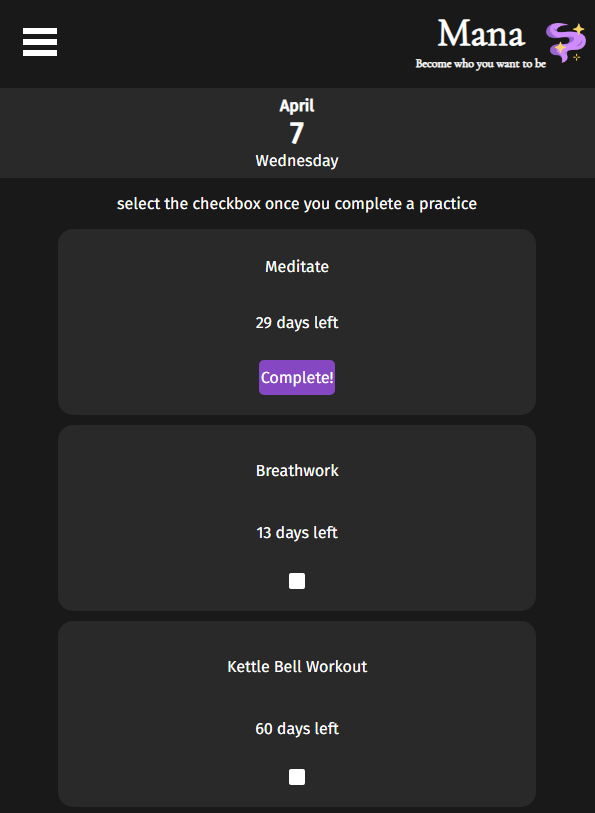 Mana
Become who you want to be
April
7
Wednesday
select the checkbox once you complete a practice
Meditate
29 days left
Complete!
Breathwork
13 days left
Kettle Bell Workout
60 days left